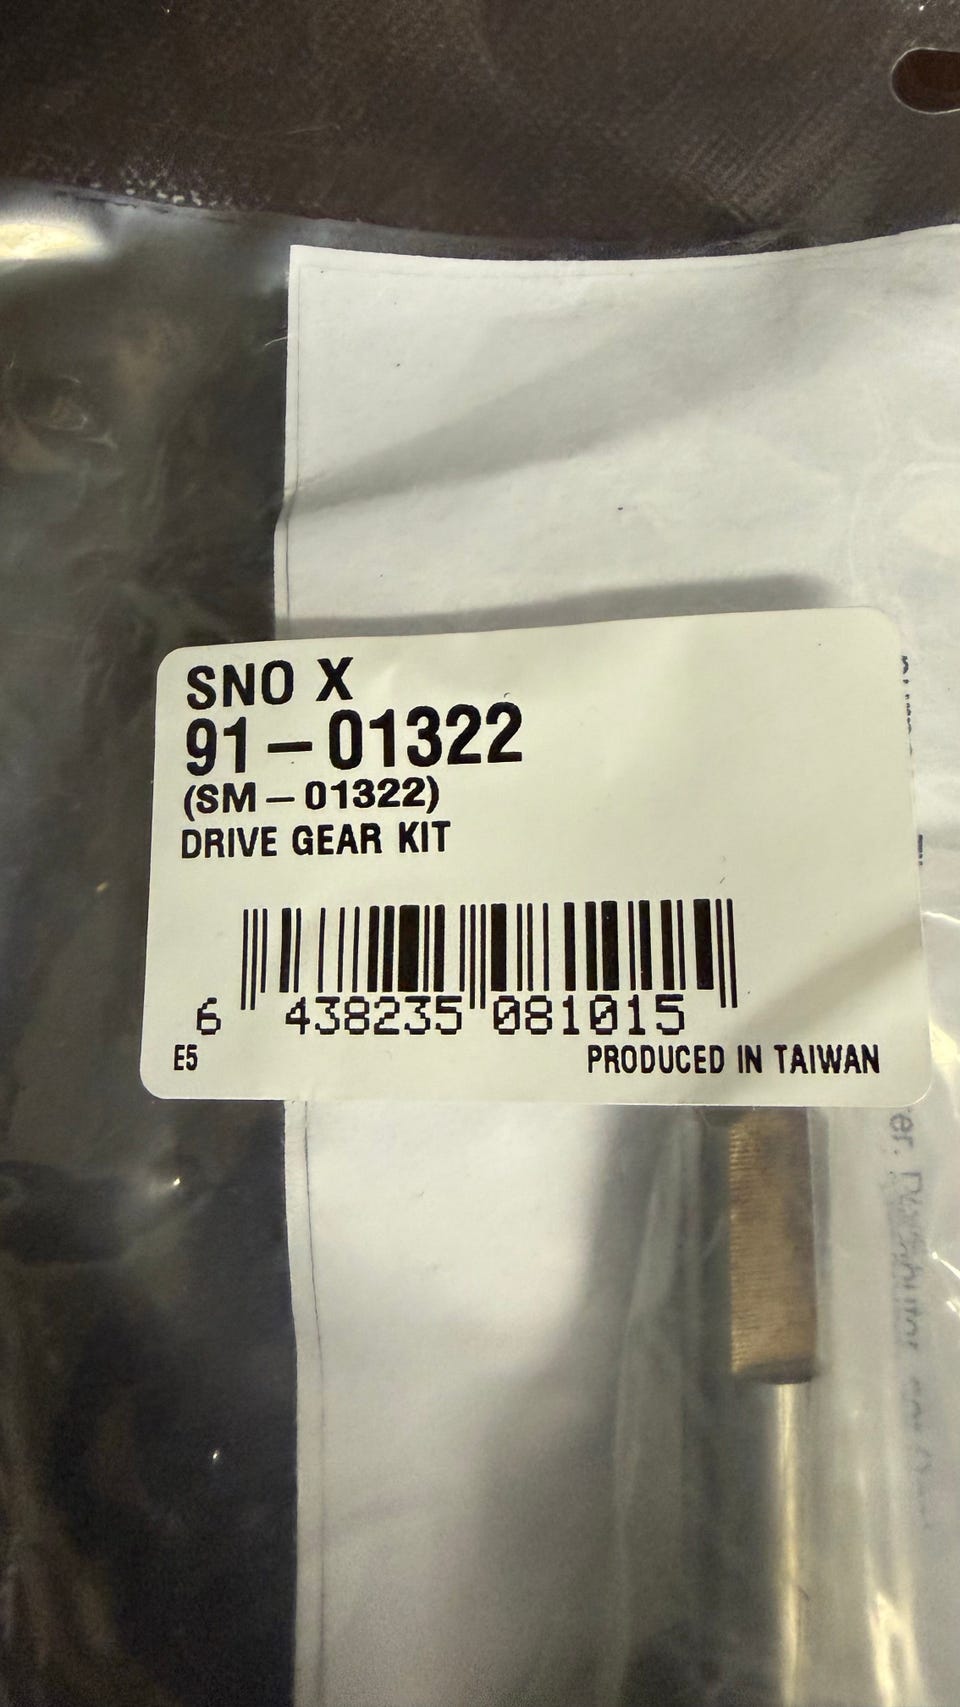 SNO X
91-01322
(SM-01322)
DRIVE GEAR KIT
6 438235 081015
E5 PRODUCED IN TAIWAN